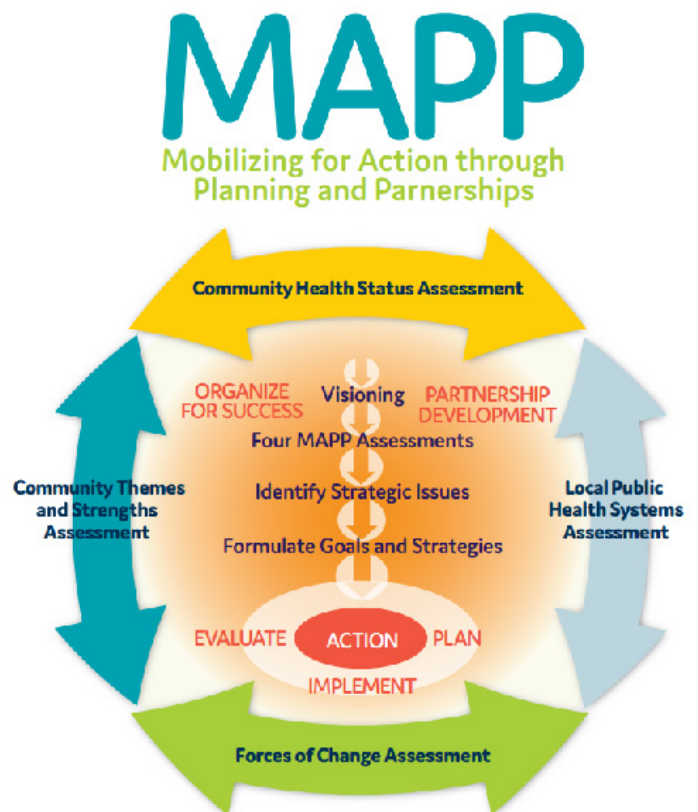 MAPP
Mobilizing for Action through
Planning and Parnerships
Community Health Status Assessment
ORGANIZE
FOR SUCCESS
Visioning
PARTNERSHIP
DEVELOPMENT
Four MAPP Assessments
Community Themes
and Strengths
Assessment
Identify Strategic Issues
Local Public
Health Systems
Assessment
Formulate Goals and Strategies
EVALUATE
ACTION
PLAN
IMPLEMENT
Forces of Change Assessment